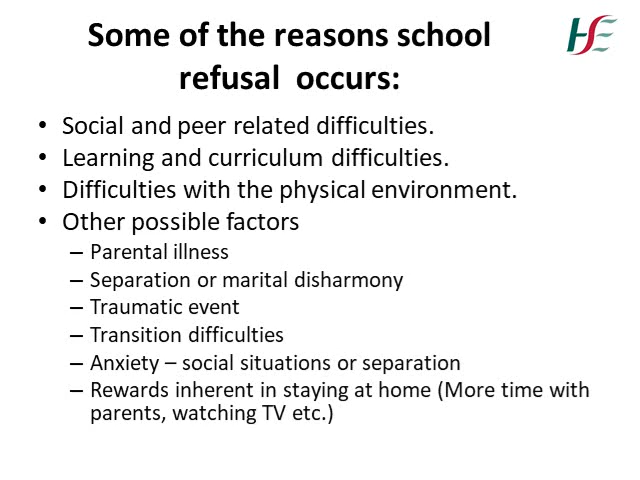 Some of the reasons school
refusal  occurs:
HSE
• Social and peer related difficulties.
• Learning and curriculum difficulties.
• Difficulties with the physical environment.
• Other possible factors
– Parental illness
– Separation or marital disharmony
– Traumatic event
– Transition difficulties
– Anxiety – social situations or separation
– Rewards inherent in staying at home (More time with
parents, watching TV etc.)